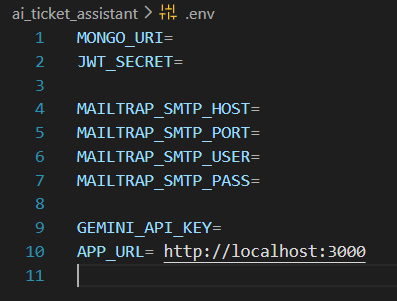 ai_ticket_assistant > .env
1 MONGO_URI=
2 JWT_SECRET=
3
4 MAILTRAP_SMTP_HOST=
5 MAILTRAP_SMTP_PORT=
6 MAILTRAP_SMTP_USER=
7 MAILTRAP_SMTP_PASS=
8
9 GEMINI_API_KEY=
10 APP_URL= http://localhost:3000
11